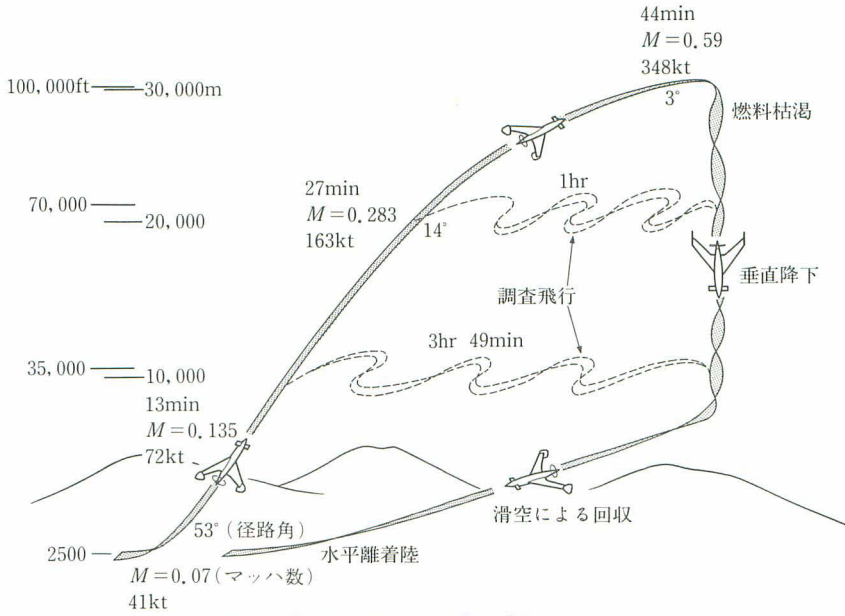 44min
M=0.59
348kt
3°
100,000ft
30,000m
燃料枯渇
27min
M=0.283
163kt
14°
1hr
70,000
20,000
垂直降下
調査飛行
3hr 49min
35,000
10,000
13min
M=0.135
72kt
滑空による回収
53°(径路角)
水平離着陸
2500
M=0.07(マッハ数)
41kt